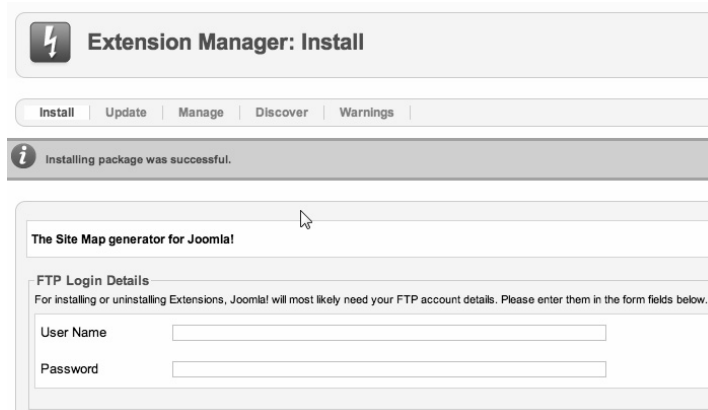 Extension Manager: Install
Install Update Manage Discover Warnings
Installing package was successful.
The Site Map generator for Joomla!
FTP Login Details
For installing or uninstalling Extensions, Joomla! will most likely need your FTP account details. Please enter them in the form fields below.
User Name
Password